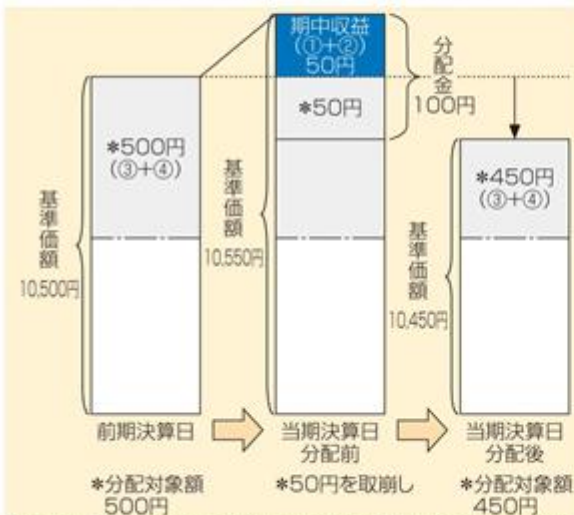 期中収益
(①+②)
50円
*50円
分配金
100円
*500円
(③+④)
基準価額
10,500円
基準価額
10,550円
*450円
(③+④)
基準価額
10,450円
前期決算日
当期決算日
分配前
当期決算日
分配後
*分配対象額
500円
*50円を取崩し
*分配対象額
450円